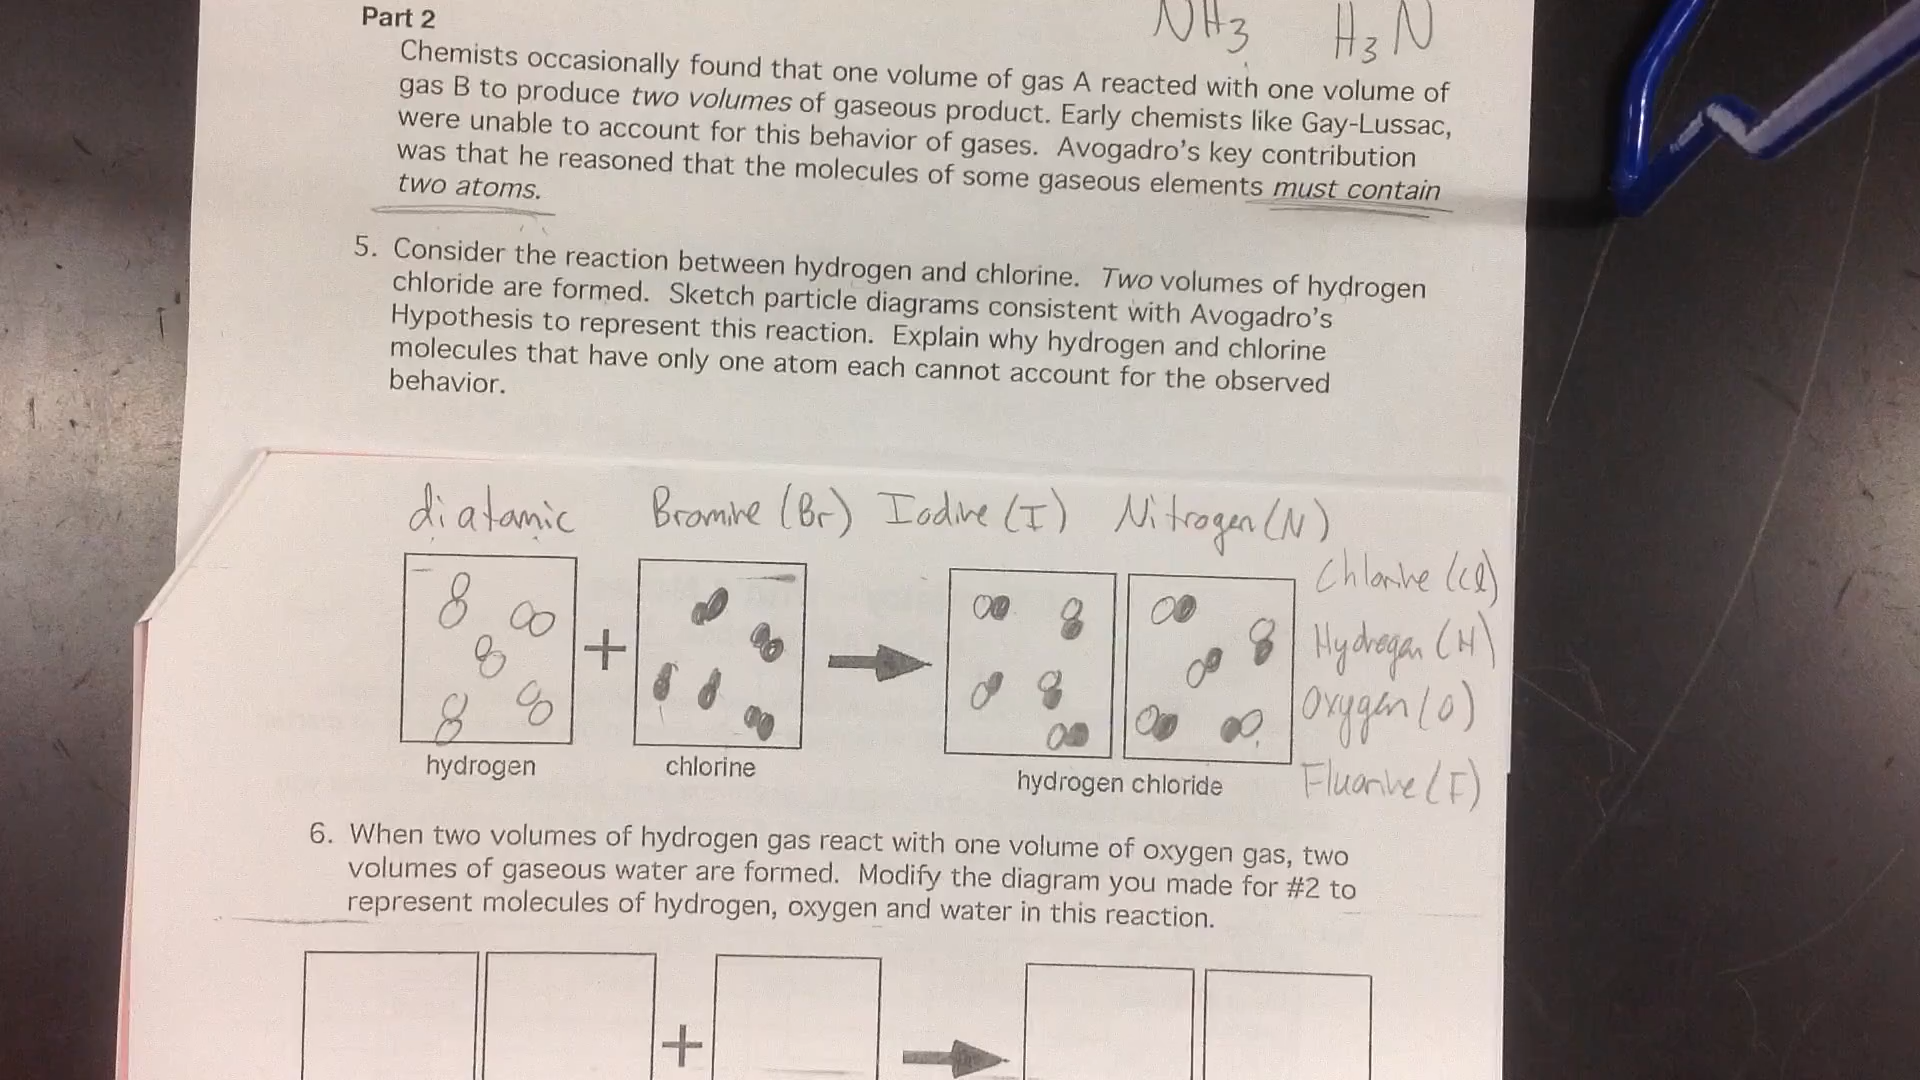 Part 2
NH3 H3N
Chemists occasionally found that one volume of gas A reacted with one volume of
gas B to produce two volumes of gaseous product. Early chemists like Gay-Lussac,
were unable to account for this behavior of gases. Avogadro's key contribution
was that he reasoned that the molecules of some gaseous elements must contain
two atoms.
5. Consider the reaction between hydrogen and chlorine. Two volumes of hydrogen
chloride are formed. Sketch particle diagrams consistent with Avogadro's
Hypothesis to represent this reaction. Explain why hydrogen and chlorine
molecules that have only one atom each cannot account for the observed
behavior.
diatamic Bromine (Br) Iodine (I) Nitrogen (N)
Chlorine (Cl)
Hydrogen (H)
Oxygen (O)
Fluorine (F)
+
hydrogen chlorine hydrogen chloride
6. When two volumes of hydrogen gas react with one volume of oxygen gas, two
volumes of gaseous water are formed. Modify the diagram you made for #2 to
represent molecules of hydrogen, oxygen and water in this reaction.
+